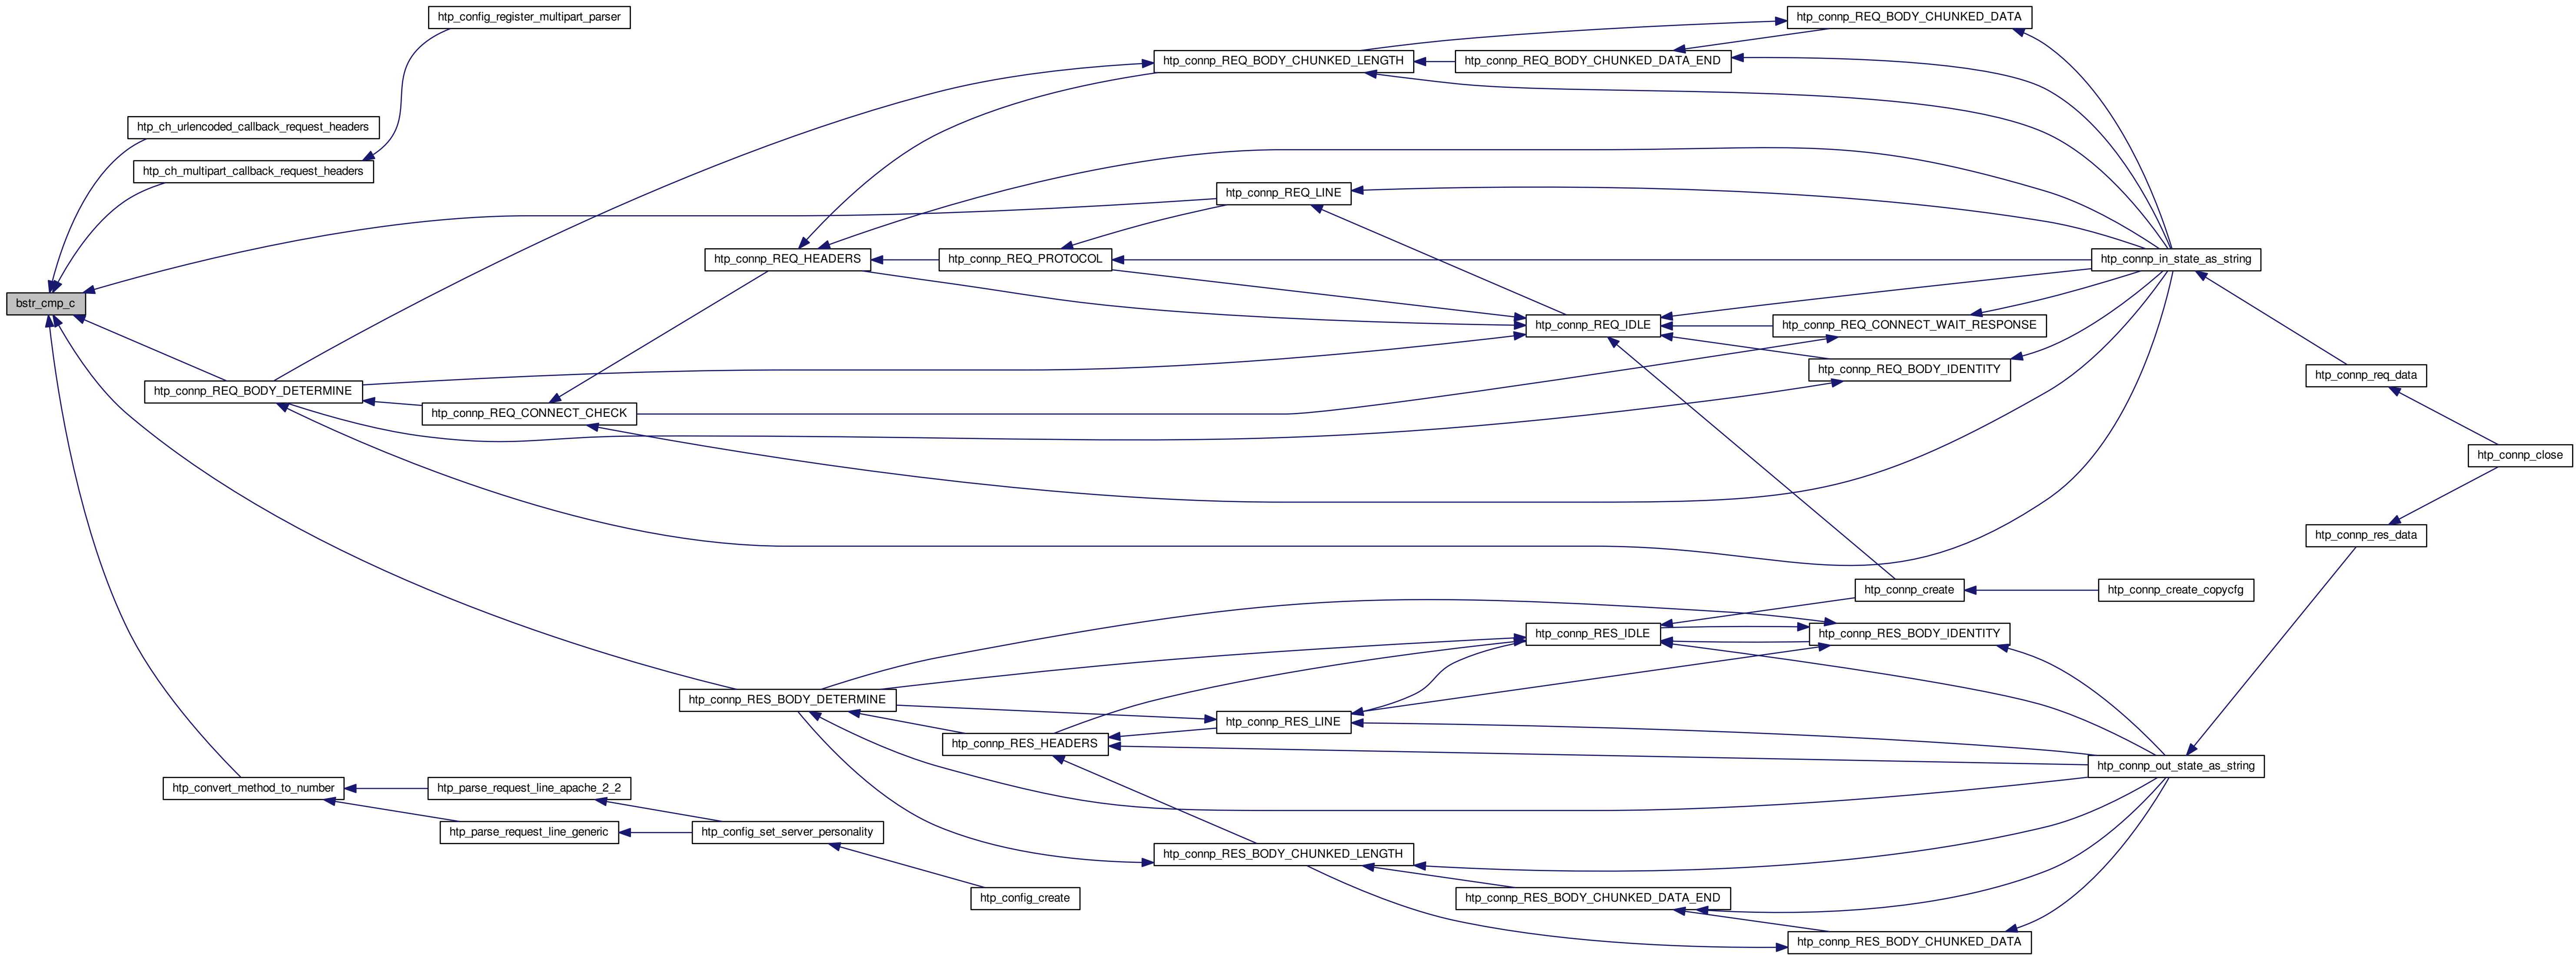 htp_config_register_multipart_parser
htp_connp_REQ_BODY_CHUNKED_DATA
htp_connp_REQ_BODY_CHUNKED_LENGTH
htp_connp_REQ_BODY_CHUNKED_DATA_END
htp_ch_urlencoded_callback_request_headers
htp_ch_multipart_callback_request_headers
htp_connp_REQ_LINE
htp_connp_REQ_HEADERS
htp_connp_REQ_PROTOCOL
htp_connp_in_state_as_string
bstr_cmp_c
htp_connp_REQ_IDLE
htp_connp_REQ_CONNECT_WAIT_RESPONSE
htp_connp_REQ_BODY_IDENTITY
htp_connp_req_data
htp_connp_REQ_BODY_DETERMINE
htp_connp_REQ_CONNECT_CHECK
htp_connp_close
htp_connp_res_data
htp_connp_create
htp_connp_create_copycfg
htp_connp_RES_IDLE
htp_connp_RES_BODY_IDENTITY
htp_connp_RES_BODY_DETERMINE
htp_connp_RES_LINE
htp_connp_RES_HEADERS
htp_connp_out_state_as_string
htp_convert_method_to_number
htp_parse_request_line_apache_2_2
htp_parse_request_line_generic
htp_config_set_server_personality
htp_connp_RES_BODY_CHUNKED_LENGTH
htp_config_create
htp_connp_RES_BODY_CHUNKED_DATA_END
htp_connp_RES_BODY_CHUNKED_DATA